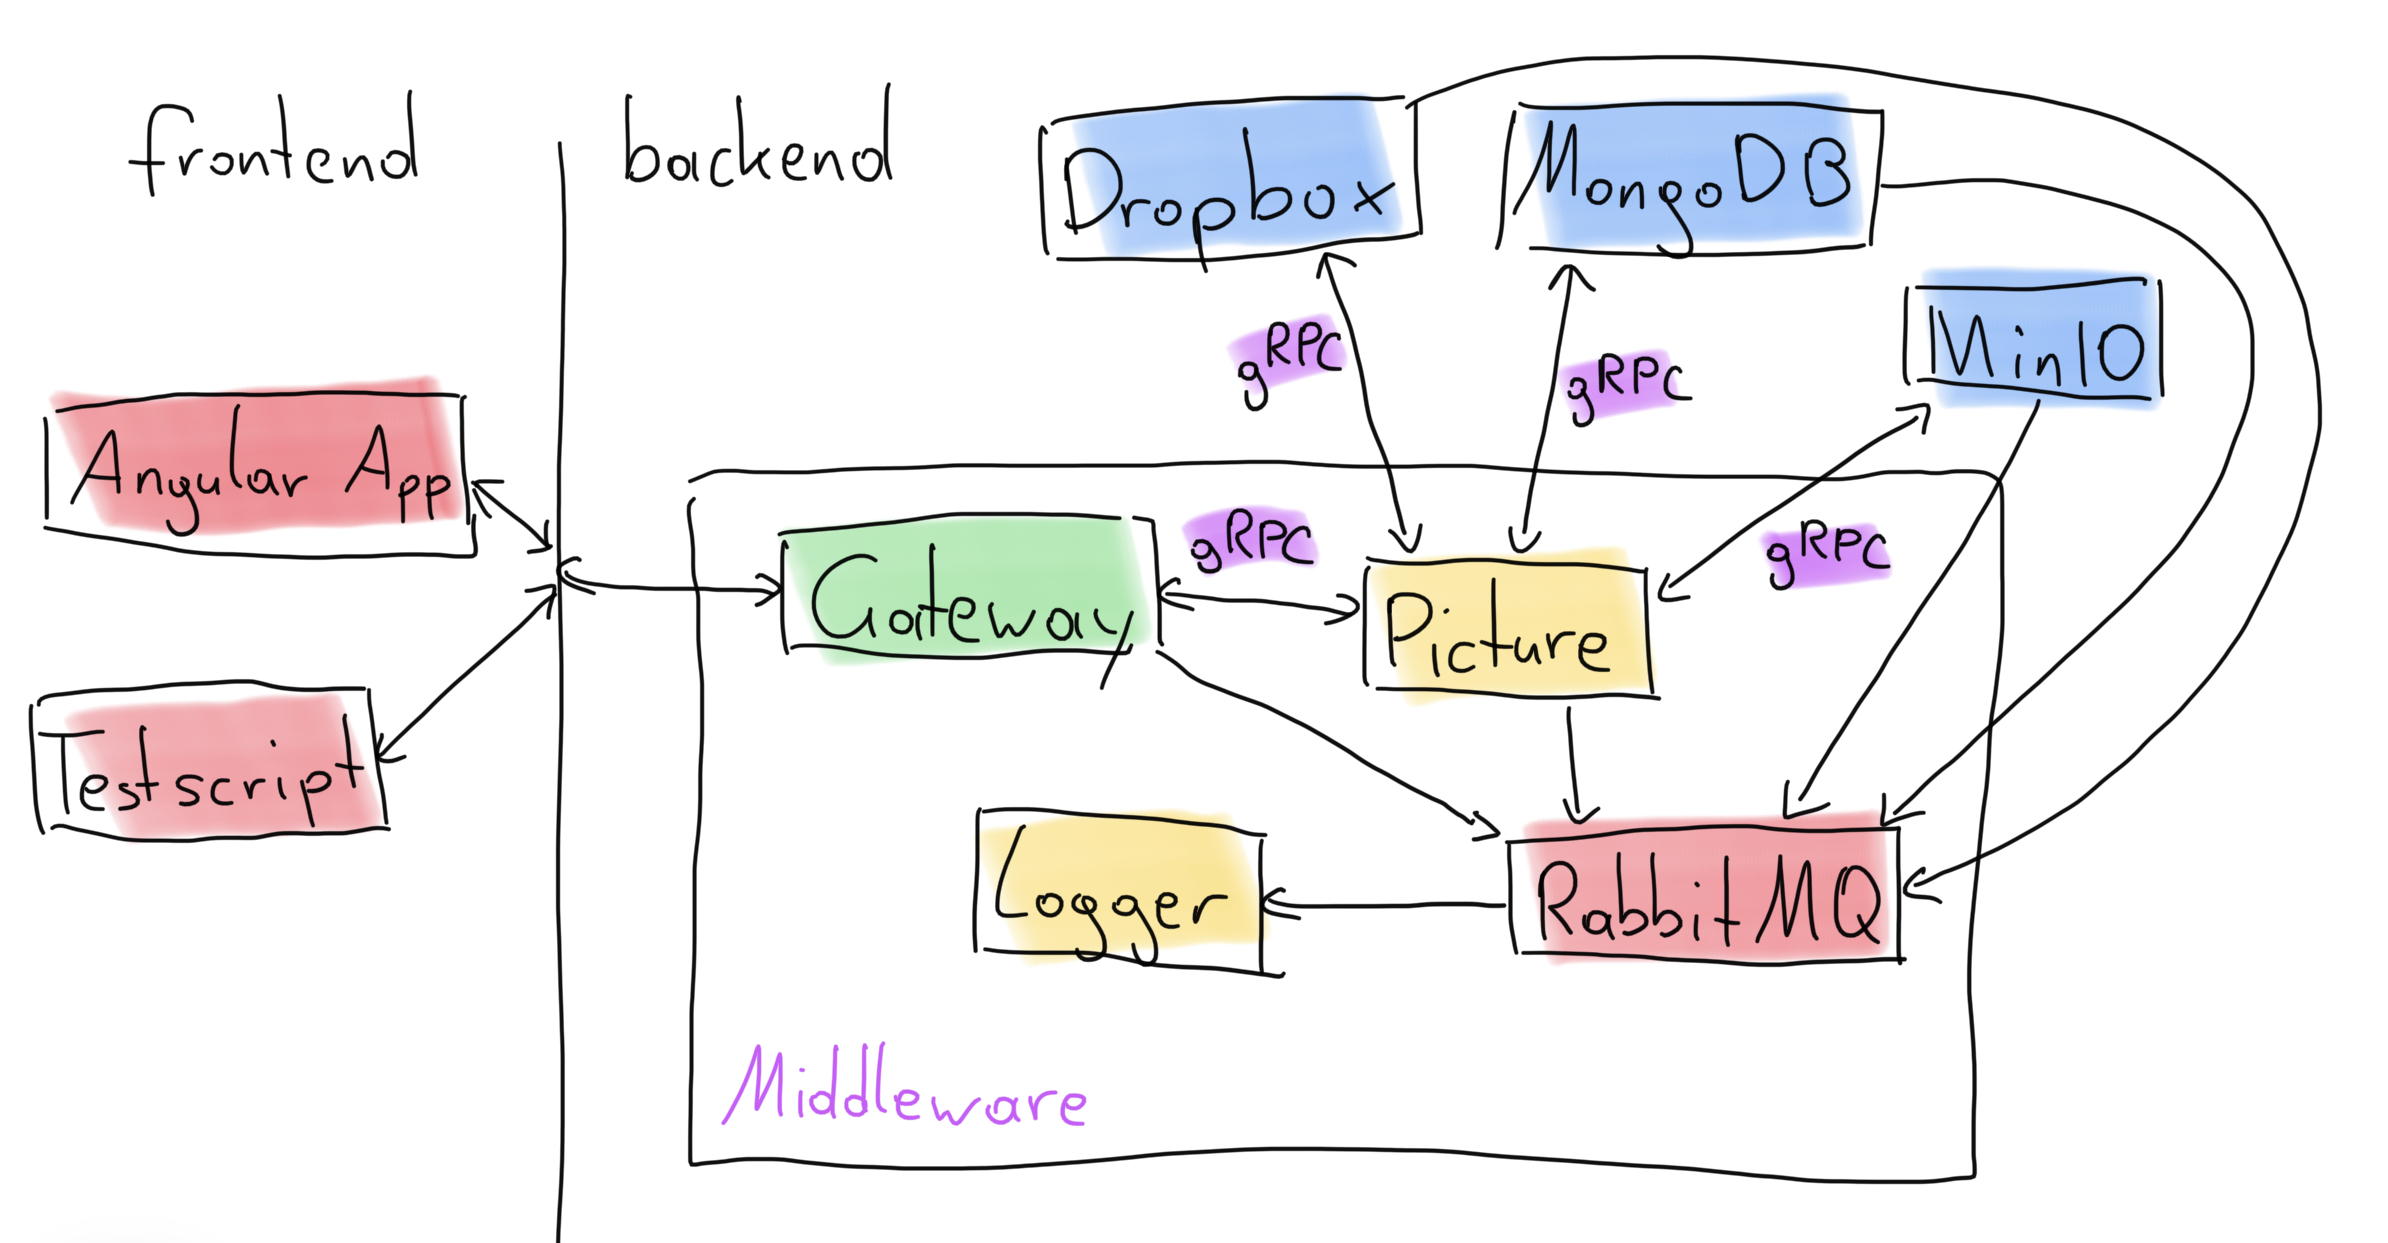 frontend
backend
Dropbox
MongoDB
MinIO
gRPC
gRPC
Angular App
gRPC
gRPC
Gateway
Picture
Testscript
Logger
RabbitMQ
Middleware